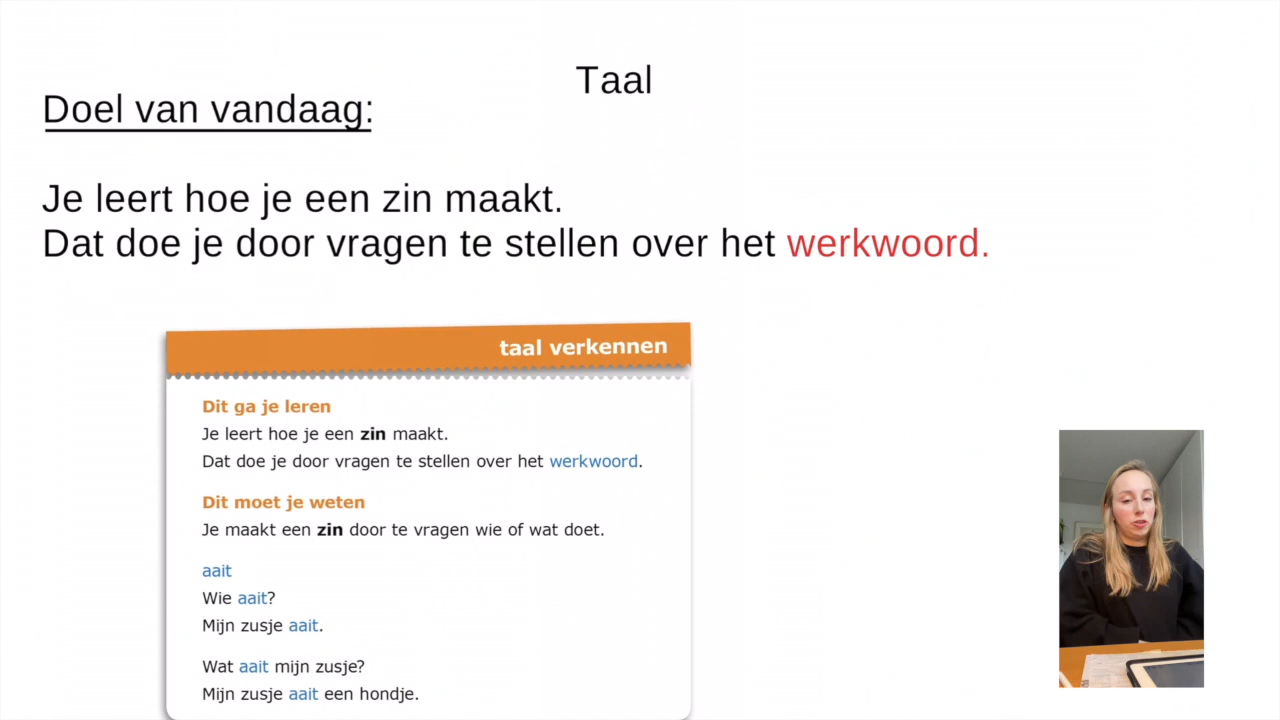 Taal
Doel van vandaag:
Je leert hoe je een zin maakt.
Dat doe je door vragen te stellen over het werkwoord.
taal verkennen
Dit ga je leren
Je leert hoe je een zin maakt.
Dat doe je door vragen te stellen over het werkwoord.
Dit moet je weten
Je maakt een zin door te vragen wie of wat doet.
aait
Wie aait?
Mijn zusje aait.
Wat aait mijn zusje?
Mijn zusje aait een hondje.